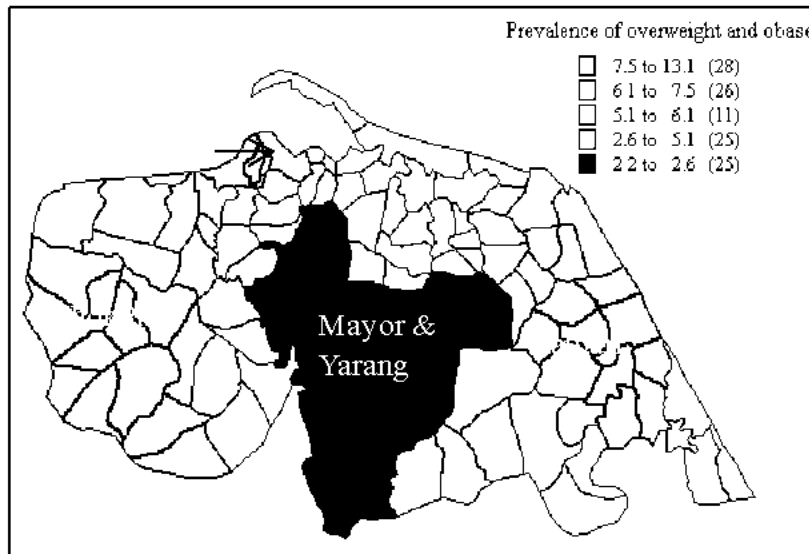 Prevalence of overweight and obase
7.5 to 13.1 (28)
6.1 to 7.5 (26)
5.1 to 6.1 (11)
2.6 to 5.1 (25)
2.2 to 2.6 (25)
Mayor &
Yarang